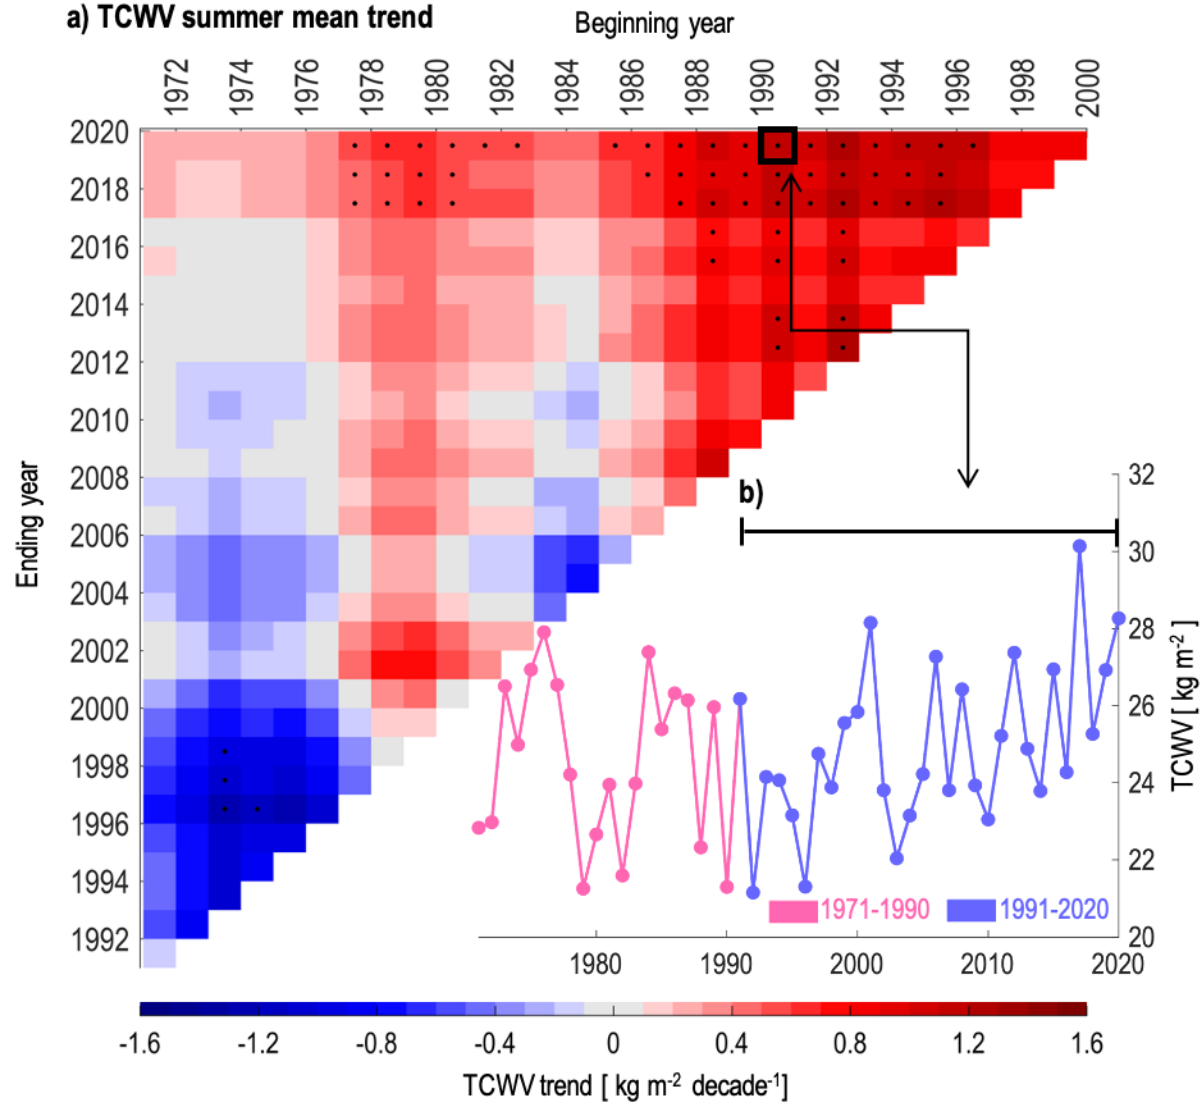 a) TCWV summer mean trend
Beginning year
1972 1974 1976 1978 1980 1982 1984 1986 1988 1990 1992 1994 1996 1998 2000
2020
2018
2016
2014
2012
2010
2008
2006
2004
2002
2000
1998
1996
1994
1992
Ending year
b)
32
30
28
26
24
22
20
TCWV [ kg m⁻² ]
1971-1990 1991-2020
1980 1990 2000 2010 2020
-1.6 -1.2 -0.8 -0.4 0 0.4 0.8 1.2 1.6
TCWV trend [ kg m⁻² decade⁻¹]